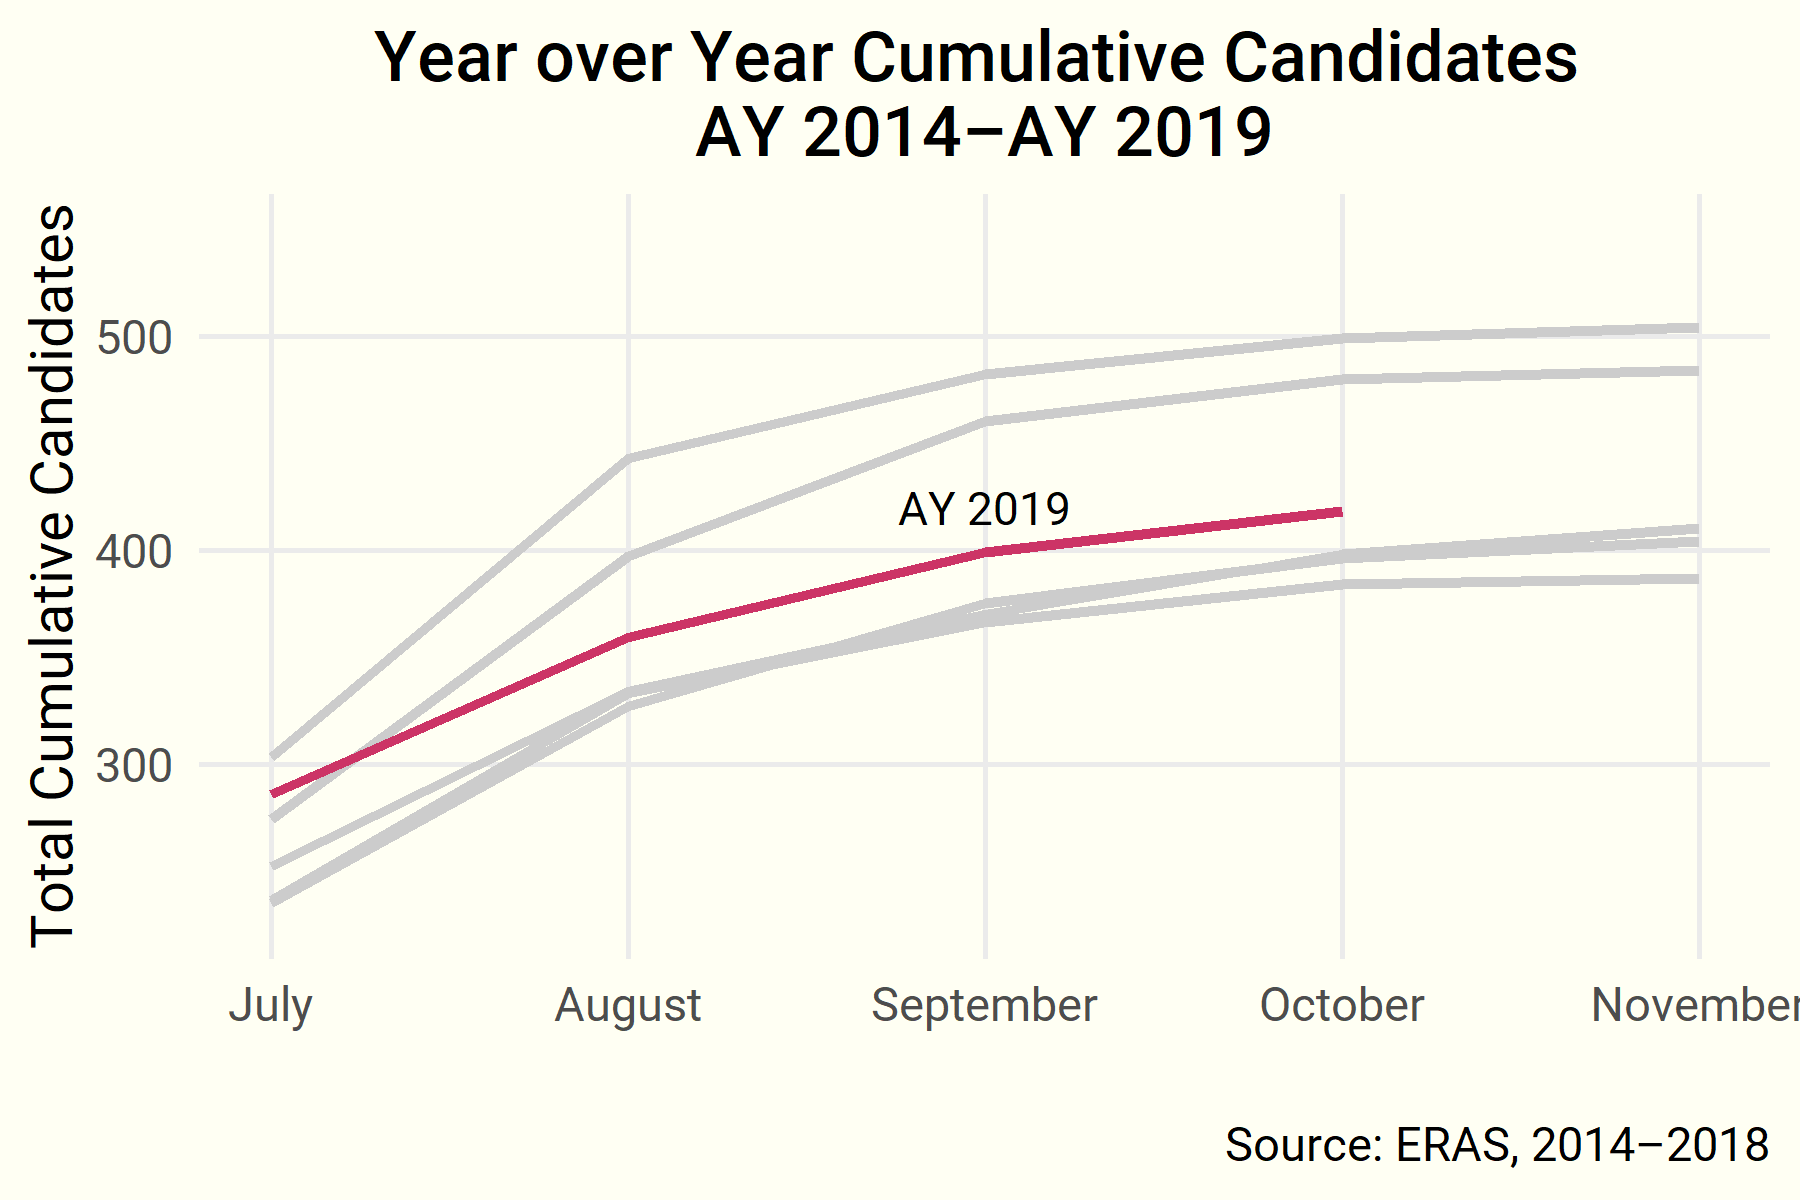 Year over Year Cumulative Candidates
AY 2014–AY 2019
Total Cumulative Candidates
500
400
300
AY 2019
July
August
September
October
November
Source: ERAS, 2014–2018